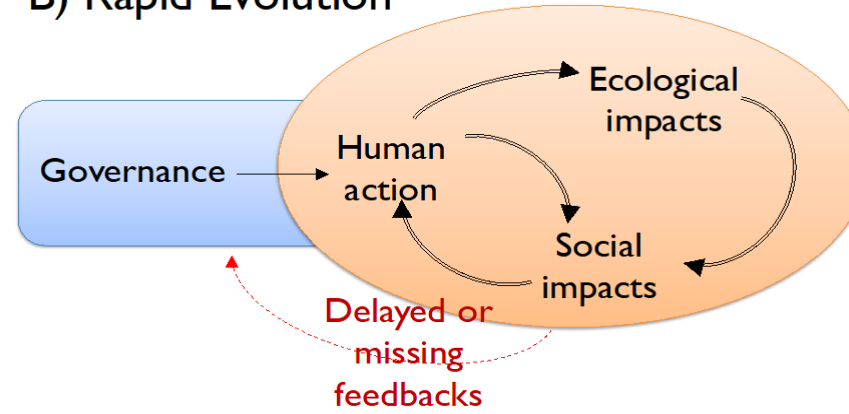 B) Rapid Evolution
Ecological
impacts
Human
action
Governance
Social
impacts
Delayed or
missing
feedbacks